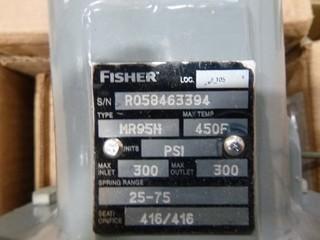 FISHER LOC.
S/N R058463394
TYPE MAX TEMP
MR95H 450F
UNITS PSI
MAX INLET 300 MAX OUTLET 300
SPRING RANGE
25-75
SEAT/ORIFICE 416/416